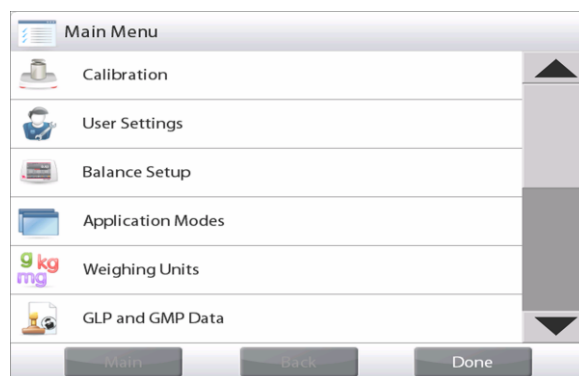 Main Menu
Calibration
User Settings
Balance Setup
Application Modes
g kg
mg
Weighing Units
GLP and GMP Data
Main
Back
Done